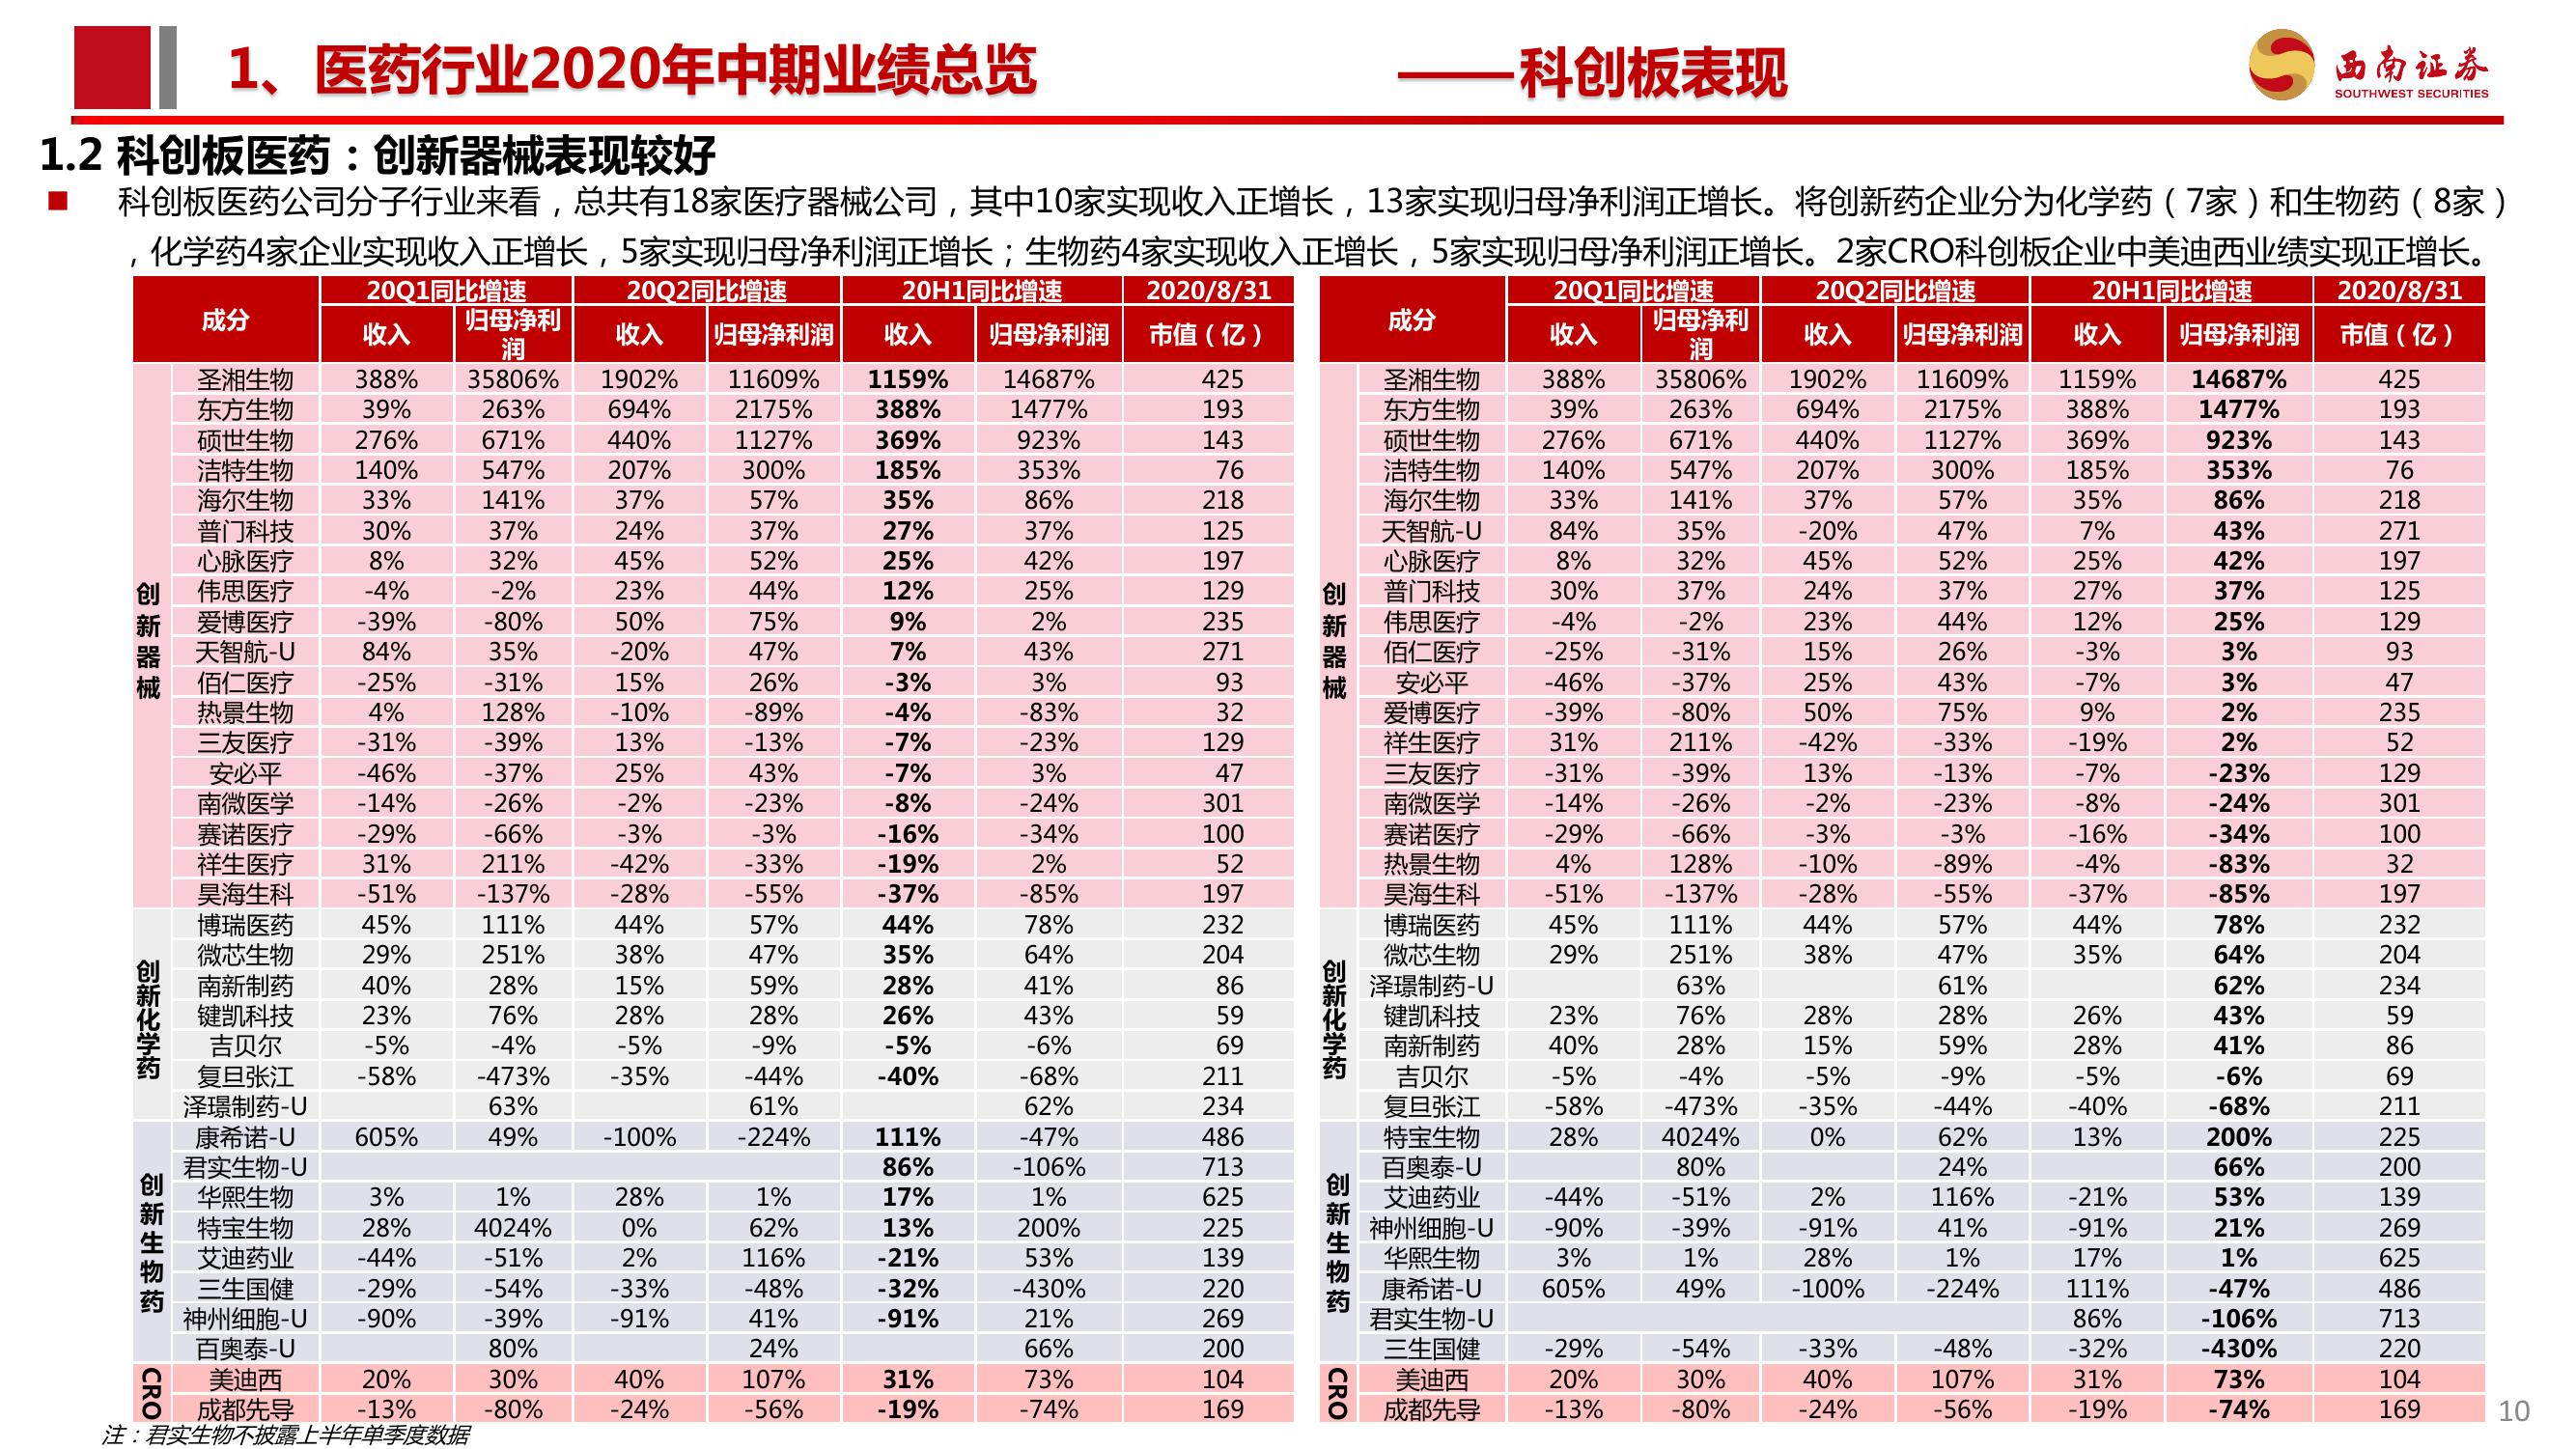 1、医药行业2020年中期业绩总览 ——科创板表现
西南证券
SOUTHWEST SECURITIES
1.2 科创板医药：创新器械表现较好
■ 科创板医药公司分子行业来看，总共有18家医疗器械公司，其中10家实现收入正增长，13家实现归母净利润正增长。将创新药企业分为化学药（7家）和生物药（8家）
，化学药4家企业实现收入正增长，5家实现归母净利润正增长；生物药4家实现收入正增长，5家实现归母净利润正增长。2家CRO科创板企业中美迪西业绩实现正增长。
成分 20Q1同比增速 20Q2同比增速 20H1同比增速 2020/8/31
收入 归母净利润 收入 归母净利润 收入 归母净利润 市值（亿）
创新器械
圣湘生物 388% 35806% 1902% 11609% 1159% 14687% 425
东方生物 39% 263% 694% 2175% 388% 1477% 193
硕世生物 276% 671% 440% 1127% 369% 923% 143
洁特生物 140% 547% 207% 300% 185% 353% 76
海尔生物 33% 141% 37% 57% 35% 86% 218
普门科技 30% 37% 24% 37% 27% 37% 125
心脉医疗 8% 32% 45% 52% 25% 42% 197
伟思医疗 -4% -2% 23% 44% 12% 25% 129
爱博医疗 -39% -80% 50% 75% 9% 2% 235
天智航-U 84% 35% -20% 47% 7% 43% 271
佰仁医疗 -25% -31% 15% 26% -3% 3% 93
热景生物 4% 128% -10% -89% -4% -83% 32
三友医疗 -31% -39% 13% -13% -7% -23% 129
安必平 -46% -37% 25% 43% -7% 3% 47
南微医学 -14% -26% -2% -23% -8% -24% 301
赛诺医疗 -29% -66% -3% -3% -16% -34% 100
祥生医疗 31% 211% -42% -33% -19% 2% 52
昊海生科 -51% -137% -28% -55% -37% -85% 197
创新化学药
博瑞医药 45% 111% 44% 57% 44% 78% 232
微芯生物 29% 251% 38% 47% 35% 64% 204
南新制药 40% 28% 15% 59% 28% 41% 86
键凯科技 23% 76% 28% 28% 26% 43% 59
吉贝尔 -5% -4% -5% -9% -5% -6% 69
复旦张江 -58% -473% -35% -44% -40% -68% 211
泽璟制药-U 63% 61% 62% 234
创新生物药
康希诺-U 605% 49% -100% -224% 111% -47% 486
君实生物-U 86% -106% 713
华熙生物 3% 1% 28% 1% 17% 1% 625
特宝生物 28% 4024% 0% 62% 13% 200% 225
艾迪药业 -44% -51% 2% 116% -21% 53% 139
三生国健 -29% -54% -33% -48% -32% -430% 220
神州细胞-U -90% -39% -91% 41% -91% 21% 269
百奥泰-U 80% 24% 66% 200
CRO
美迪西 20% 30% 40% 107% 31% 73% 104
成都先导 -13% -80% -24% -56% -19% -74% 169
成分 20Q1同比增速 20Q2同比增速 20H1同比增速 2020/8/31
收入 归母净利润 收入 归母净利润 收入 归母净利润 市值（亿）
创新器械
圣湘生物 388% 35806% 1902% 11609% 1159% 14687% 425
东方生物 39% 263% 694% 2175% 388% 1477% 193
硕世生物 276% 671% 440% 1127% 369% 923% 143
洁特生物 140% 547% 207% 300% 185% 353% 76
海尔生物 33% 141% 37% 57% 35% 86% 218
天智航-U 84% 35% -20% 47% 7% 43% 271
心脉医疗 8% 32% 45% 52% 25% 42% 197
普门科技 30% 37% 24% 37% 27% 37% 125
伟思医疗 -4% -2% 23% 44% 12% 25% 129
佰仁医疗 -25% -31% 15% 26% -3% 3% 93
安必平 -46% -37% 25% 43% -7% 3% 47
爱博医疗 -39% -80% 50% 75% 9% 2% 235
祥生医疗 31% 211% -42% -33% -19% 2% 52
三友医疗 -31% -39% 13% -13% -7% -23% 129
南微医学 -14% -26% -2% -23% -8% -24% 301
赛诺医疗 -29% -66% -3% -3% -16% -34% 100
热景生物 4% 128% -10% -89% -4% -83% 32
昊海生科 -51% -137% -28% -55% -37% -85% 197
创新化学药
博瑞医药 45% 111% 44% 57% 44% 78% 232
微芯生物 29% 251% 38% 47% 35% 64% 204
泽璟制药-U 63% 61% 62% 234
键凯科技 23% 76% 28% 28% 26% 43% 59
南新制药 40% 28% 15% 59% 28% 41% 86
吉贝尔 -5% -4% -5% -9% -5% -6% 69
复旦张江 -58% -473% -35% -44% -40% -68% 211
创新生物药
特宝生物 28% 4024% 0% 62% 13% 200% 225
百奥泰-U 80% 24% 66% 200
艾迪药业 -44% -51% 2% 116% -21% 53% 139
神州细胞-U -90% -39% -91% 41% -91% 21% 269
华熙生物 3% 1% 28% 1% 17% 1% 625
康希诺-U 605% 49% -100% -224% 111% -47% 486
君实生物-U 86% -106% 713
三生国健 -29% -54% -33% -48% -32% -430% 220
CRO
美迪西 20% 30% 40% 107% 31% 73% 104
成都先导 -13% -80% -24% -56% -19% -74% 169
注：君实生物不披露上半年单季度数据
10